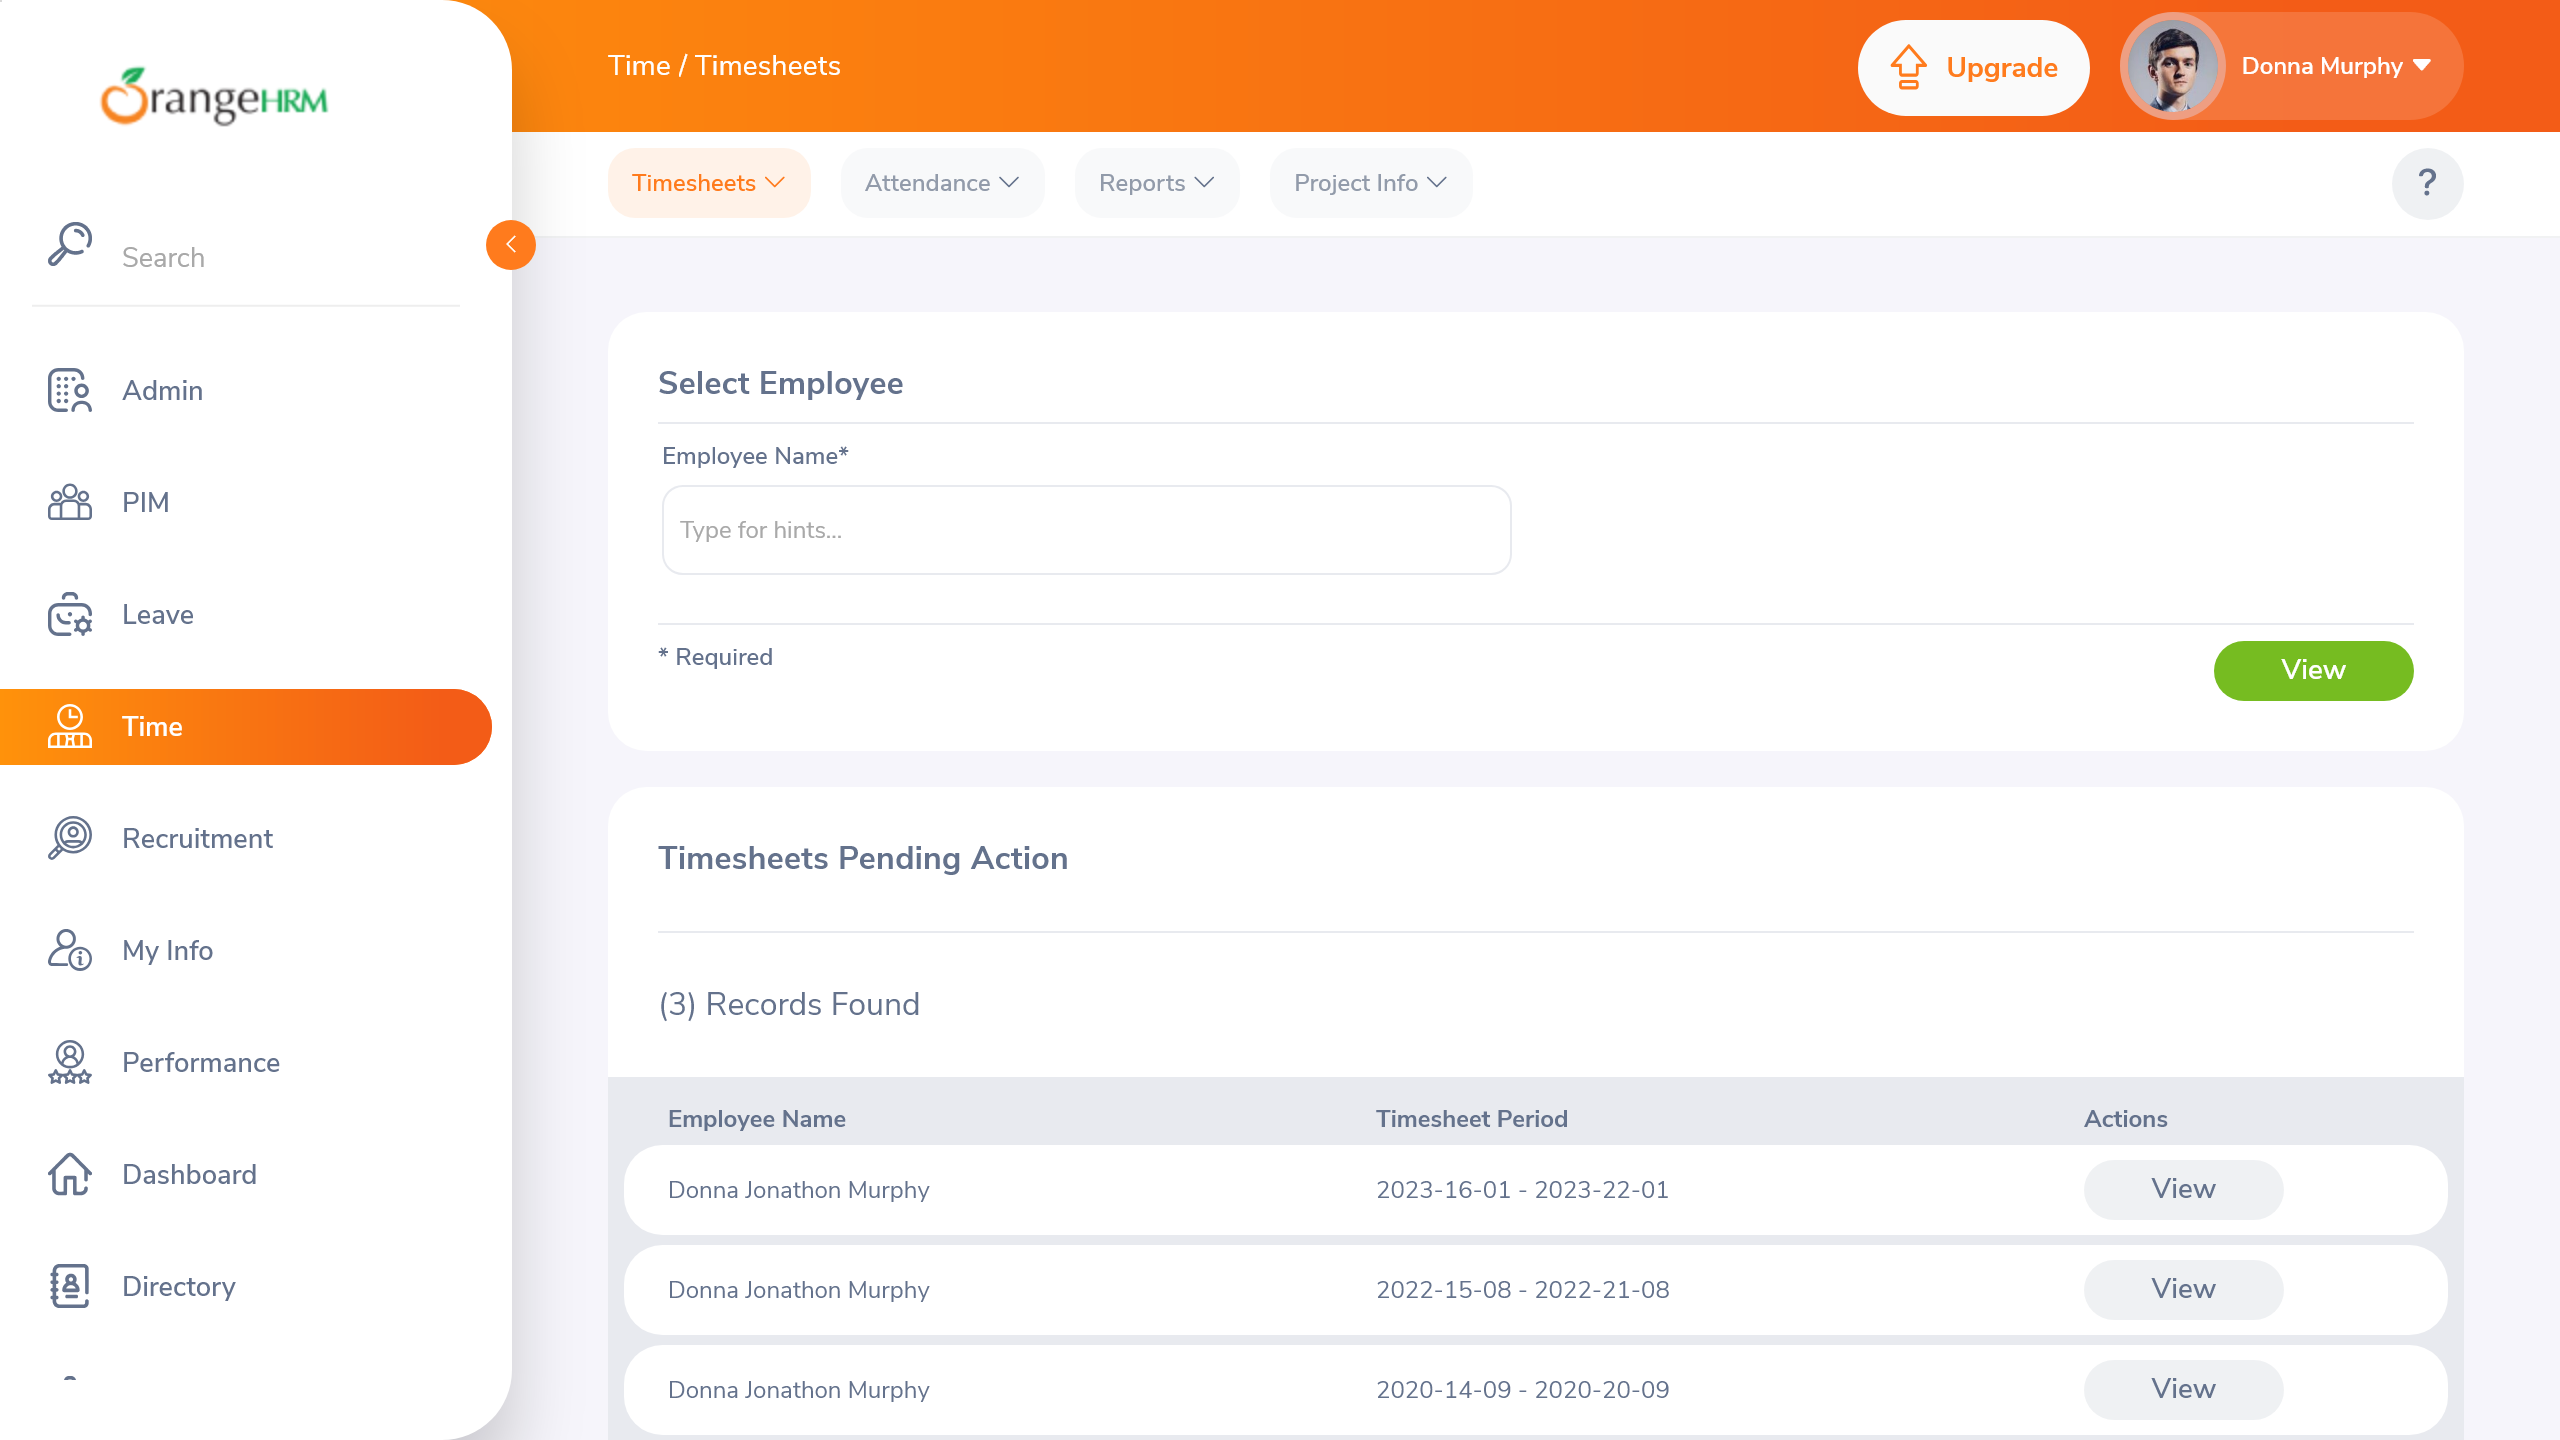 OrangeHRM
Search
Admin
PIM
Leave
Time
Recruitment
My Info
Performance
Dashboard
Directory
Time / Timesheets
Upgrade
Donna Murphy
Timesheets
Attendance
Reports
Project Info
?
Select Employee
Employee Name*
Type for hints...
* Required
View
Timesheets Pending Action
(3) Records Found
Employee Name Timesheet Period Actions
Donna Jonathon Murphy 2023-16-01 - 2023-22-01 View
Donna Jonathon Murphy 2022-15-08 - 2022-21-08 View
Donna Jonathon Murphy 2020-14-09 - 2020-20-09 View